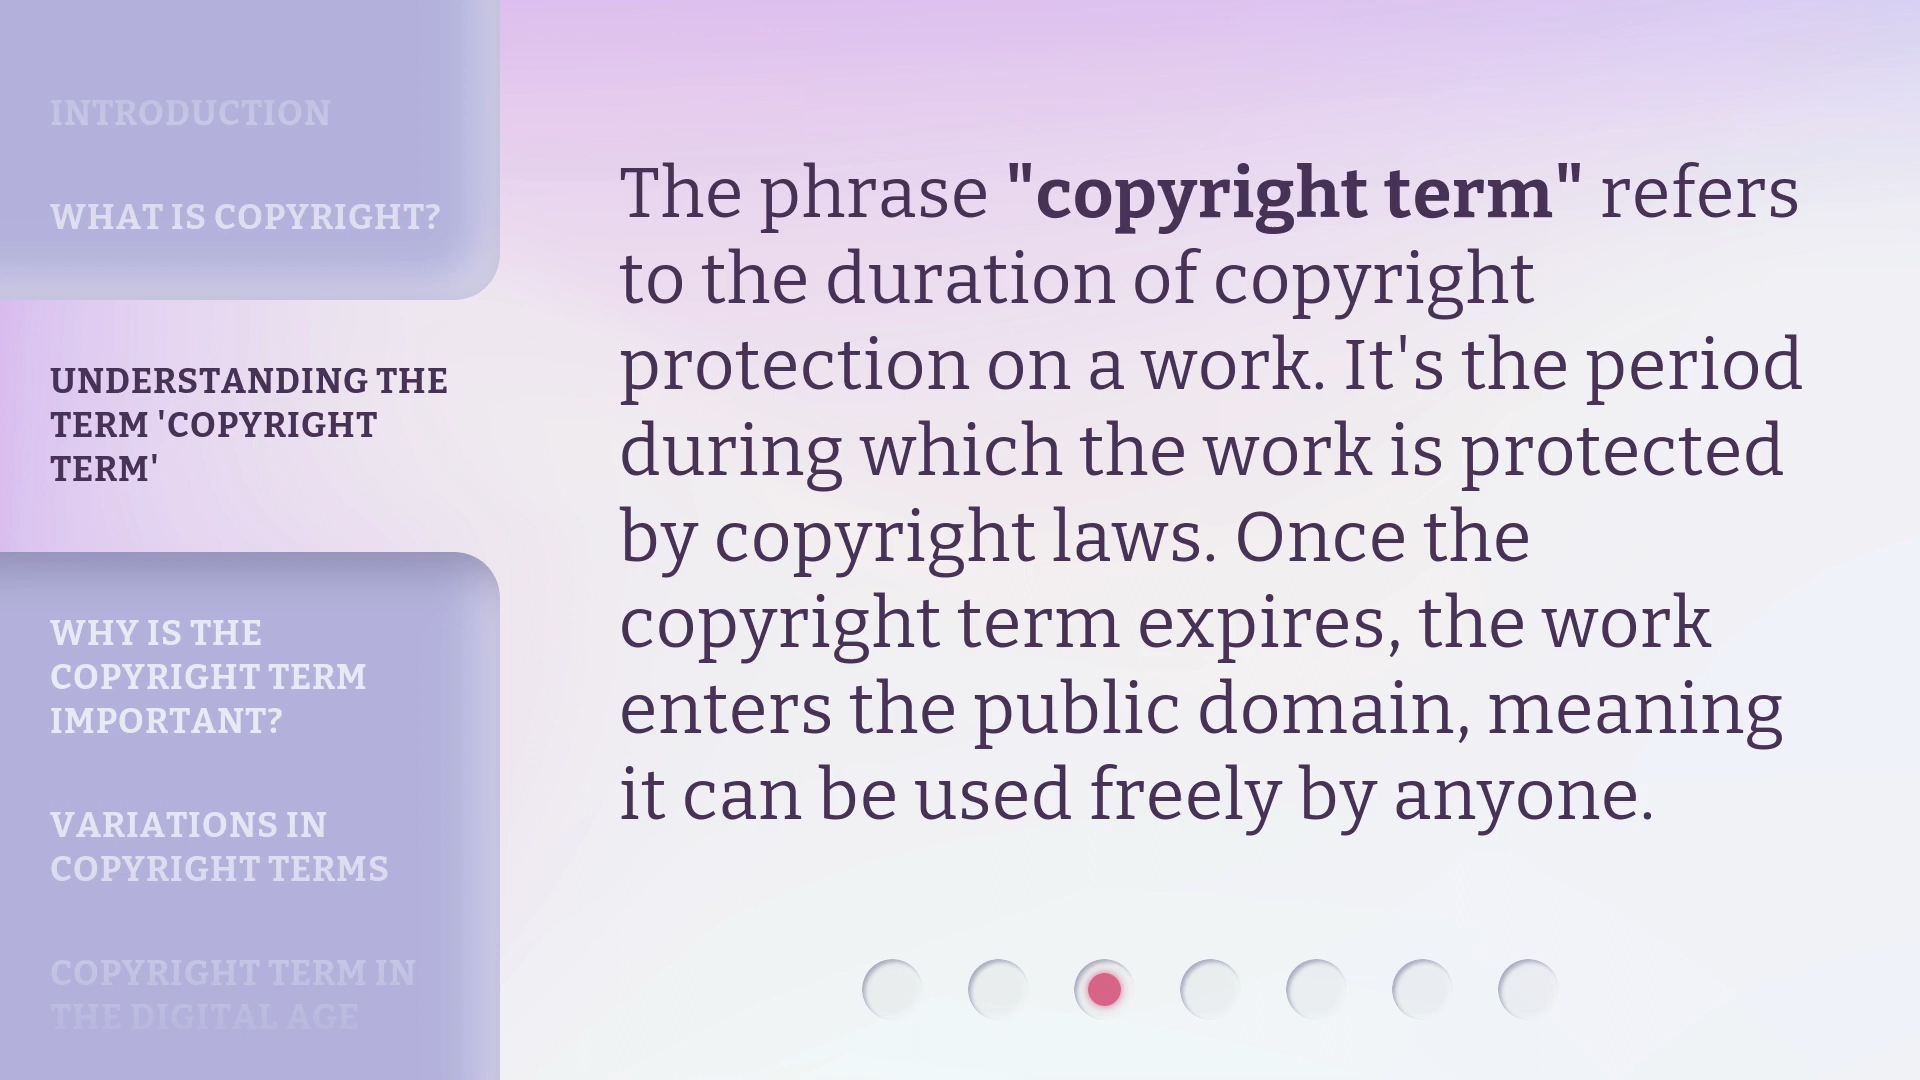 INTRODUCTION
WHAT IS COPYRIGHT?
UNDERSTANDING THE
TERM 'COPYRIGHT
TERM'
WHY IS THE
COPYRIGHT TERM
IMPORTANT?
VARIATIONS IN
COPYRIGHT TERMS
COPYRIGHT TERM IN
THE DIGITAL AGE
The phrase "copyright term" refers
to the duration of copyright
protection on a work. It's the period
during which the work is protected
by copyright laws. Once the
copyright term expires, the work
enters the public domain, meaning
it can be used freely by anyone.